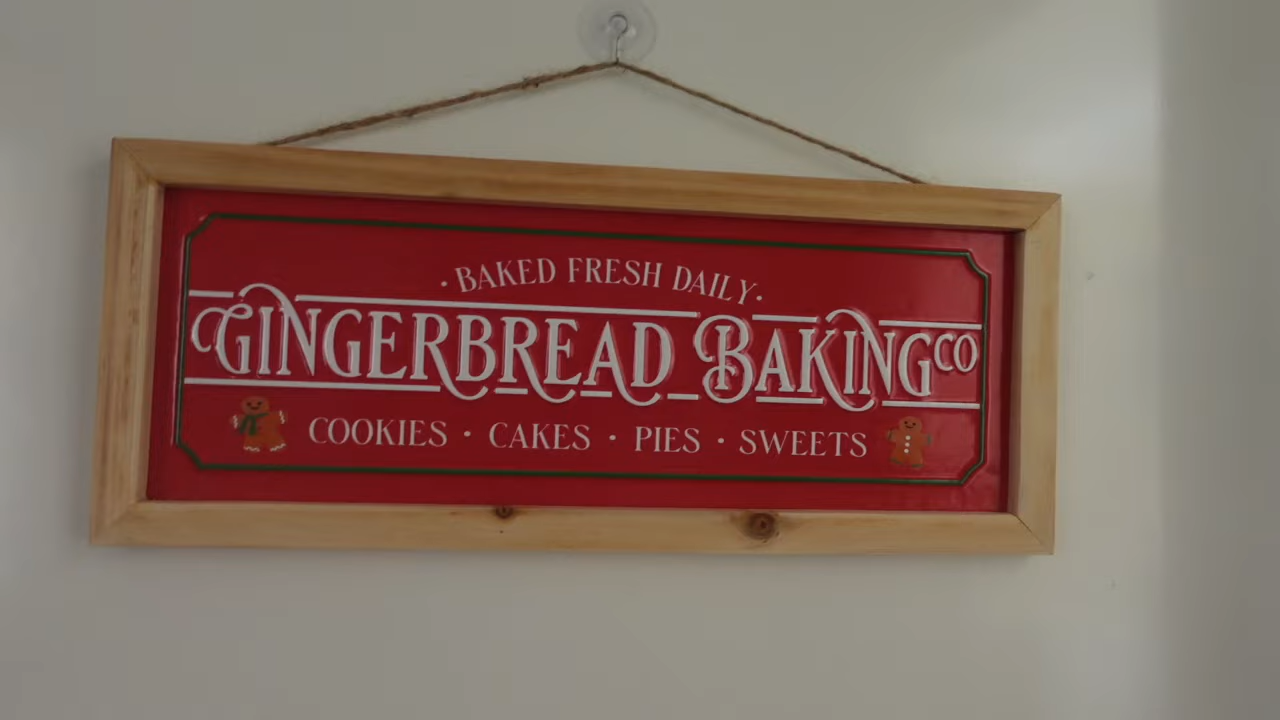 · BAKED FRESH DAILY ·
GINGERBREAD BAKING CO
COOKIES · CAKES · PIES · SWEETS